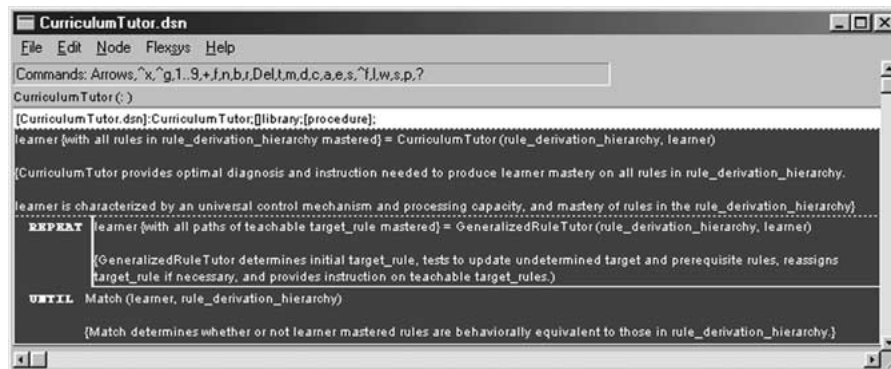 CurriculumTutor.dsn
File Edit Node Flexsys Help
Commands: Arrows,^x,^g,1..9,+,f,n,b,r,Del,t,m,d,c,a,e,s,^f,l,w,s,p,?
CurriculumTutor (: )
[CurriculumTutor.dsn]:CurriculumTutor;[]library;[procedure];
learner {with all rules in rule_derivation_hierarchy mastered} = CurriculumTutor (rule_derivation_hierarchy, learner)
{CurriculumTutor provides optimal diagnosis and instruction needed to produce learner mastery on all rules in rule_derivation_hierarchy.
learner is characterized by an universal control mechanism and processing capacity, and mastery of rules in the rule_derivation_hierarchy}
REPEAT learner {with all paths of teachable target_rule mastered} = GeneralizedRuleTutor (rule_derivation_hierarchy, learner)
{GeneralizedRuleTutor determines initial target_rule, tests to update undetermined target and prerequisite rules, reassigns
target_rule if necessary, and provides instruction on teachable target_rules.)
UNTIL Match (learner, rule_derivation_hierarchy)
{Match determines whether or not learner mastered rules are behaviorally equivalent to those in rule_derivation_hierarchy.}